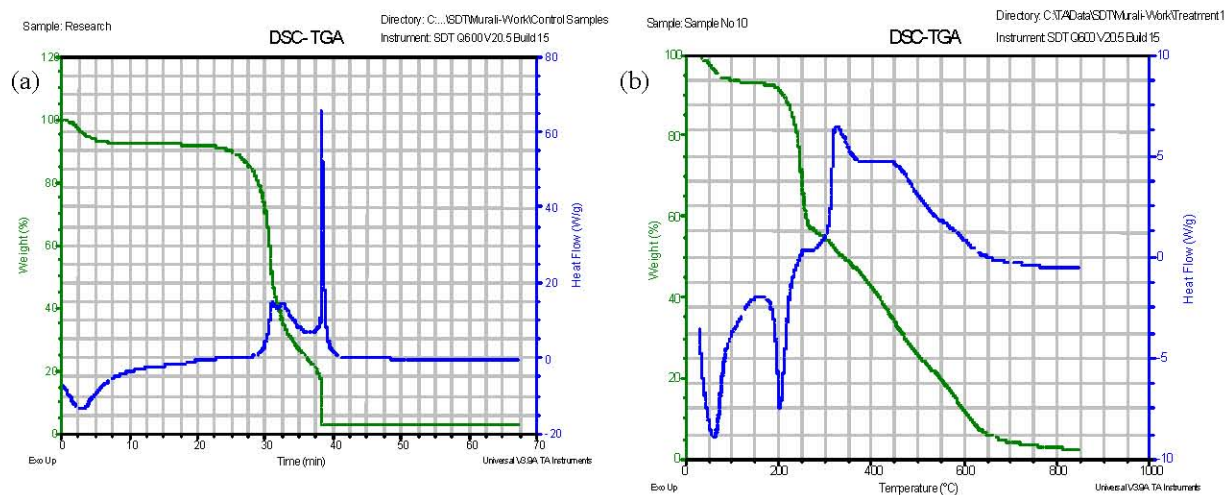 Sample: Research
Directory: C:...\SDT\Murali-Work\Control Samples
DSC-TGA
Instrument: SDT Q600 V20.5 Build 15
(a)
120
100
80
60
40
20
0
Weight (%)
80
60
40
20
0
-20
Heat Flow (W/g)
0
10
20
30
40
50
60
70
Exo Up
Time (min)
Universal V3.9A TA Instruments
Sample: Sample No 10
Directory: C:\TA\Data\SDT\Murali-Work\Treatment1
DSC-TGA
Instrument: SDT Q600 V20.5 Build 15
(b)
100
80
60
40
20
0
Weight (%)
10
5
0
-5
-10
Heat Flow (W/g)
0
200
400
600
800
1000
Exo Up
Temperature (°C)
Universal V3.9A TA Instruments